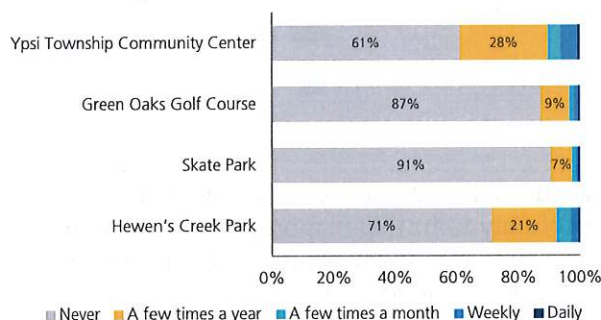 Ypsi Township Community Center 61% 28%
Green Oaks Golf Course 87% 9%
Skate Park 91% 7%
Hewen's Creek Park 71% 21%
0% 20% 40% 60% 80% 100%
Never A few times a year A few times a month Weekly Daily